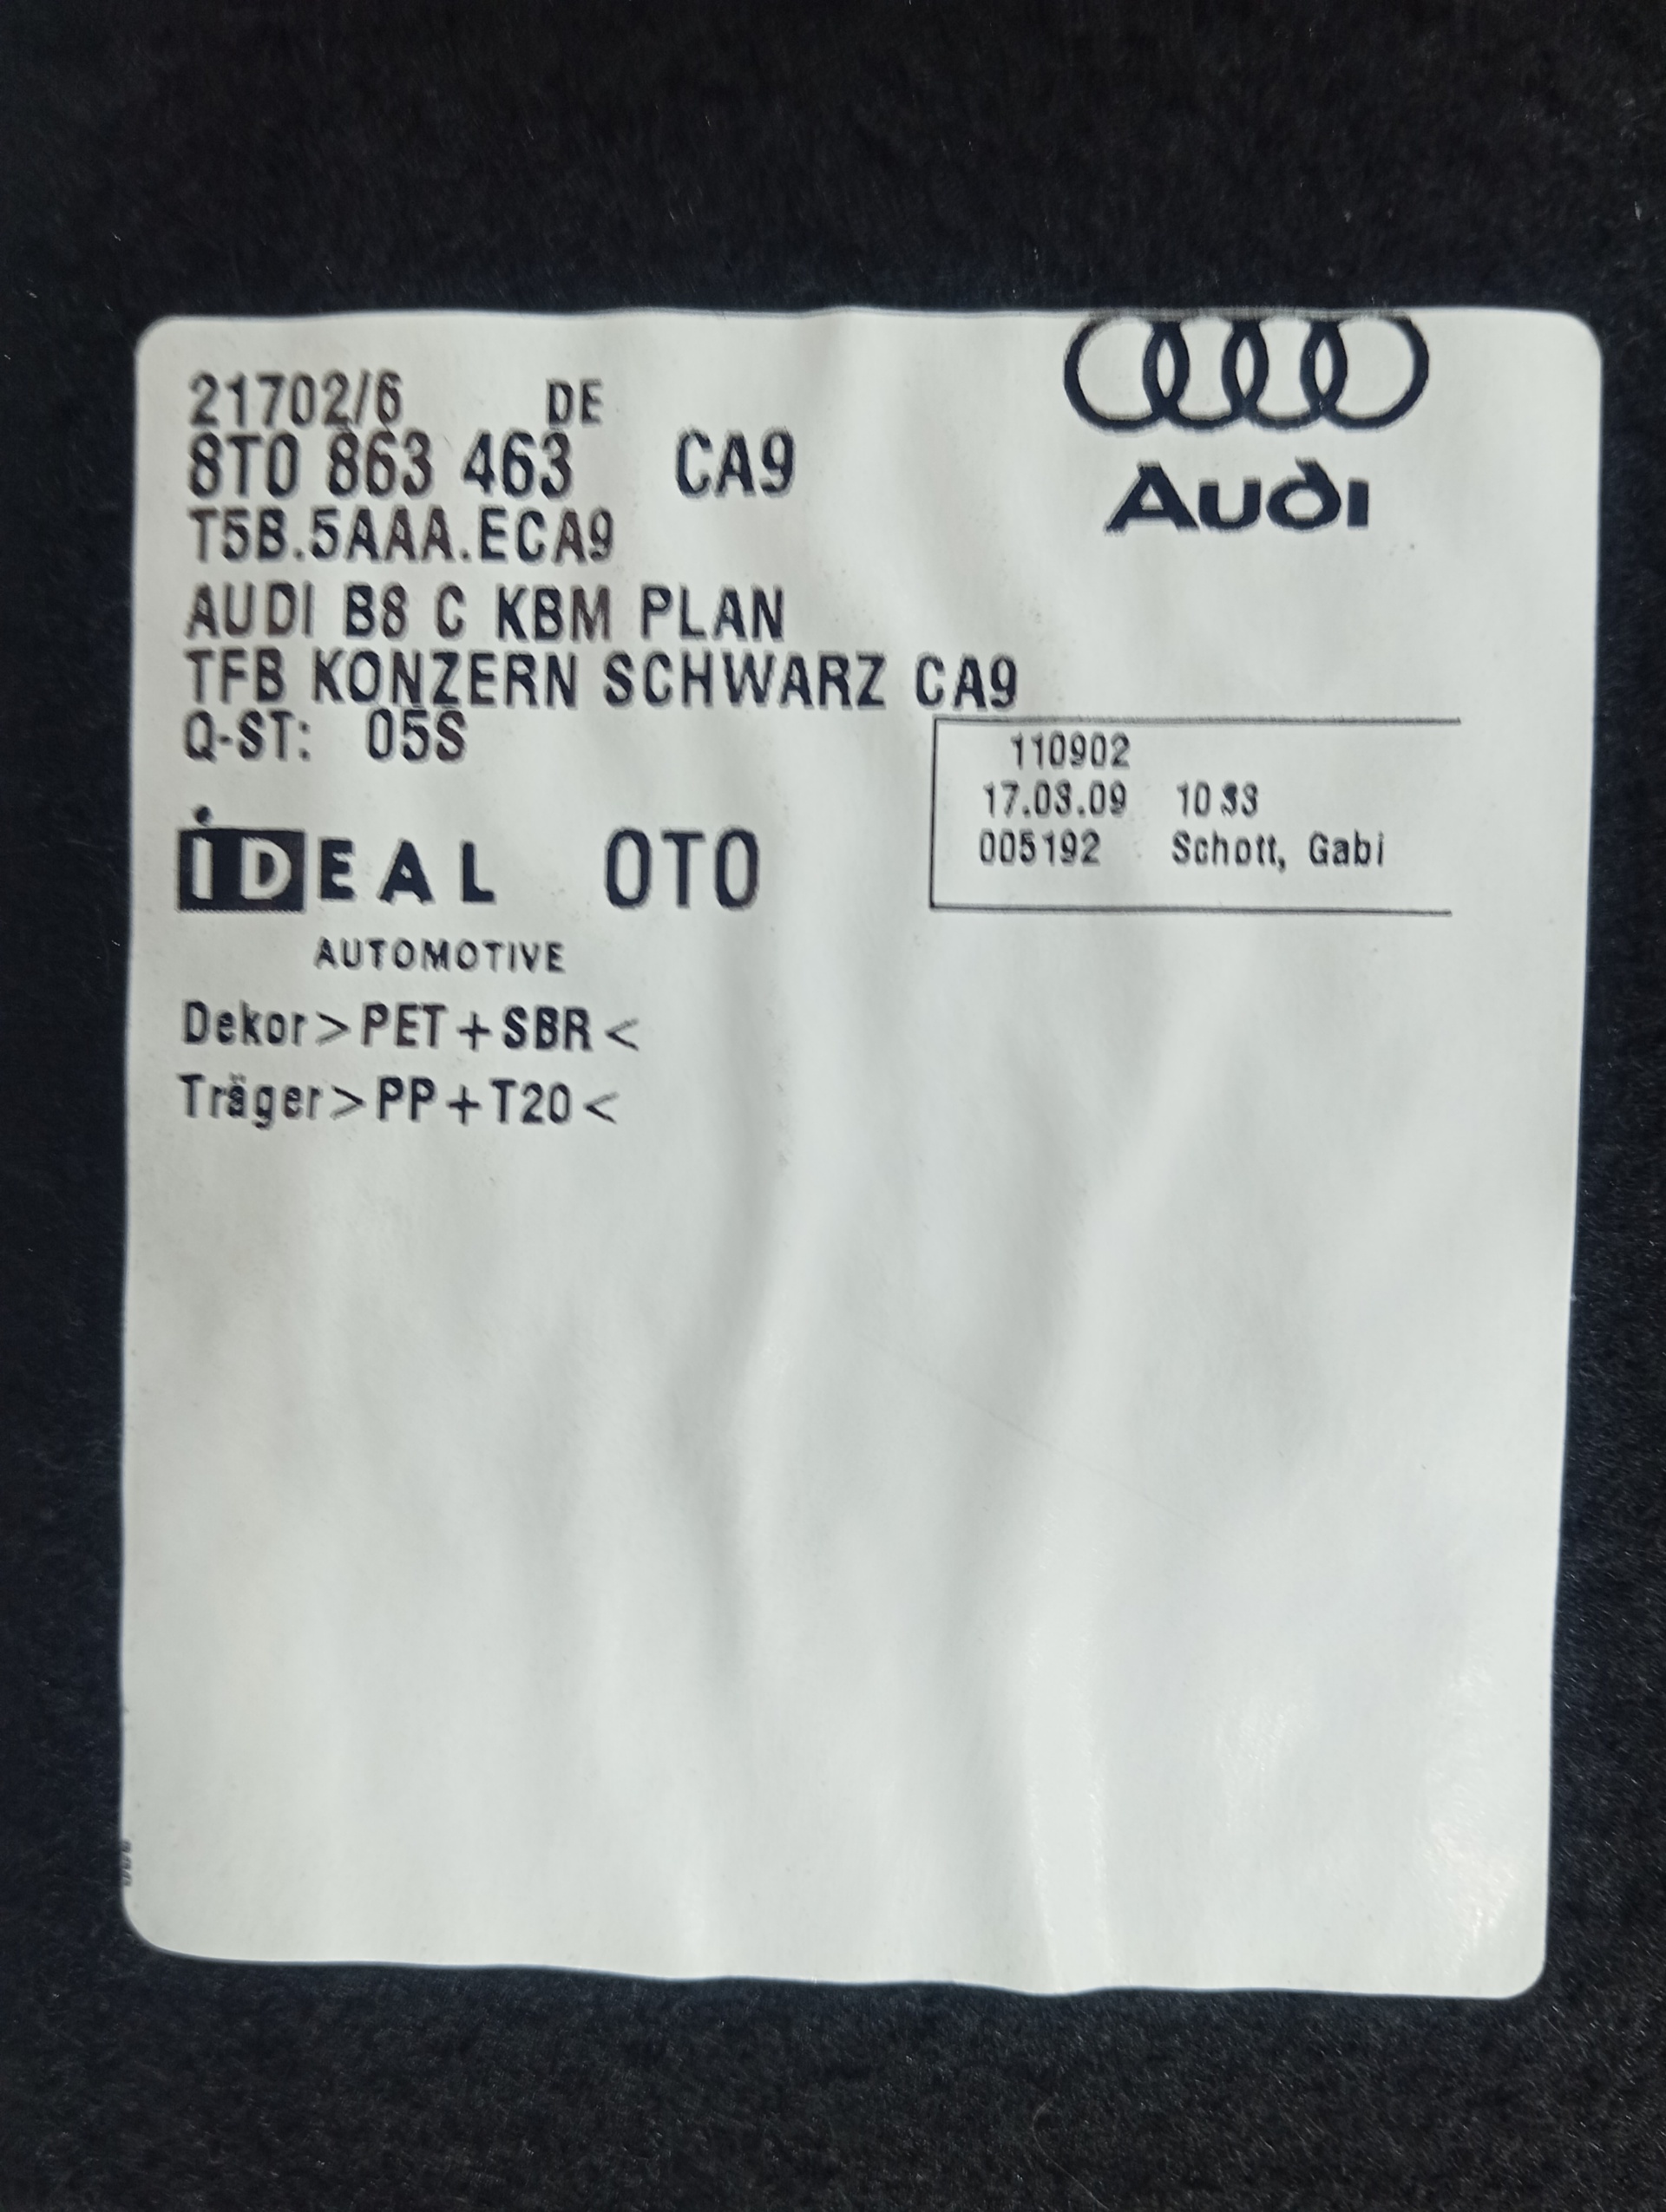 21702/6 DE
8T0 863 463 CA9
T5B.5AAA.ECA9
AUDI B8 C KBM PLAN
TFB KONZERN SCHWARZ CA9
Q-ST: 05S
Audi
110902
17.03.09 10 33
005192 Schott, Gabi
iDEAL OTO
AUTOMOTIVE
Dekor>PET+SBR<
Träger>PP+T20<